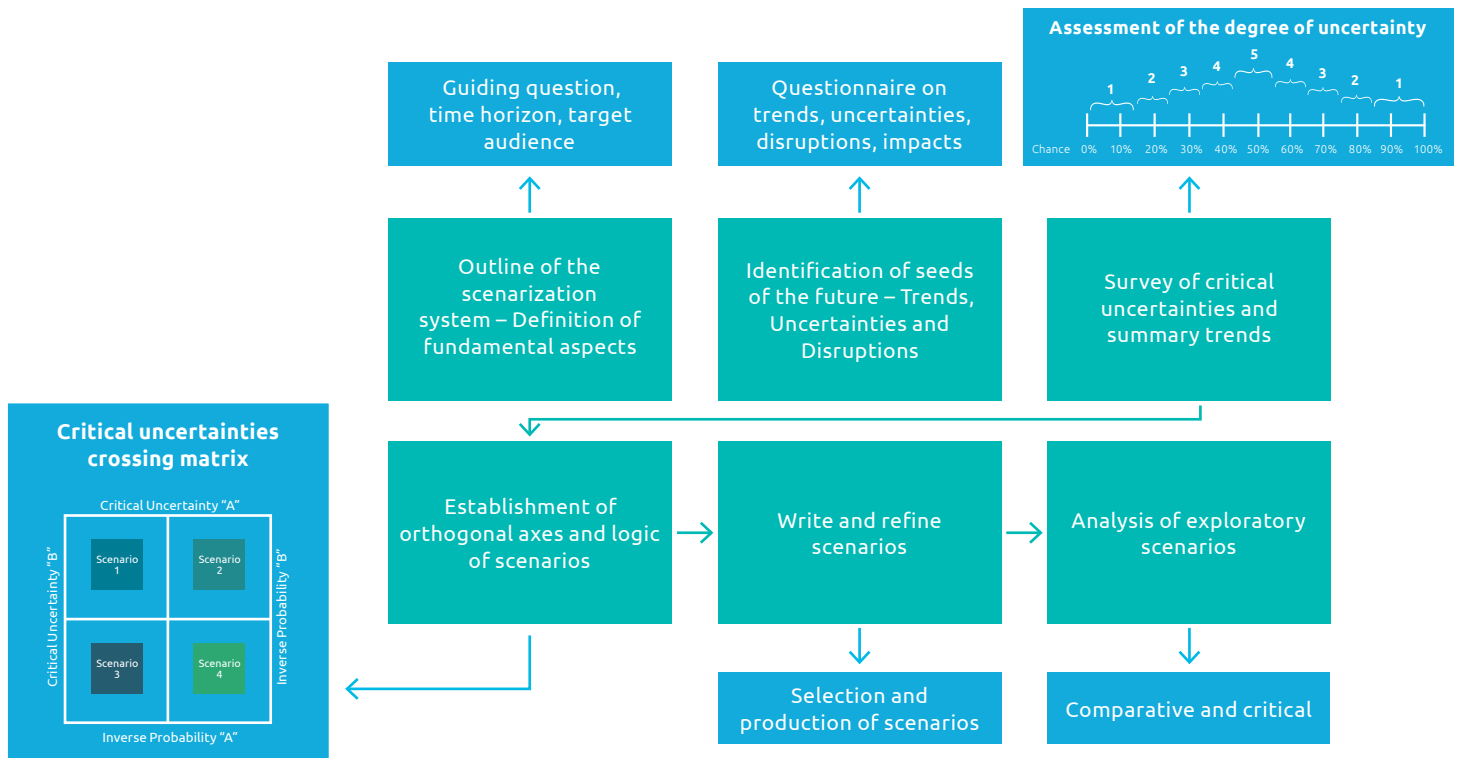 Guiding question,
time horizon, target
audience
Questionnaire on
trends, uncertainties,
disruptions, impacts
Assessment of the degree of uncertainty
1 2 3 4 5 4 3 2 1
Chance 0% 10% 20% 30% 40% 50% 60% 70% 80% 90% 100%
Outline of the
scenarization
system – Definition of
fundamental aspects
Identification of seeds
of the future – Trends,
Uncertainties and
Disruptions
Survey of critical
uncertainties and
summary trends
Critical uncertainties
crossing matrix
Critical Uncertainty "A"
Critical Uncertainty "B"
Scenario
1
Scenario
2
Scenario
3
Scenario
4
Inverse Probability "B"
Inverse Probability "A"
Establishment of
orthogonal axes and logic
of scenarios
Write and refine
scenarios
Analysis of exploratory
scenarios
Selection and
production of scenarios
Comparative and critical